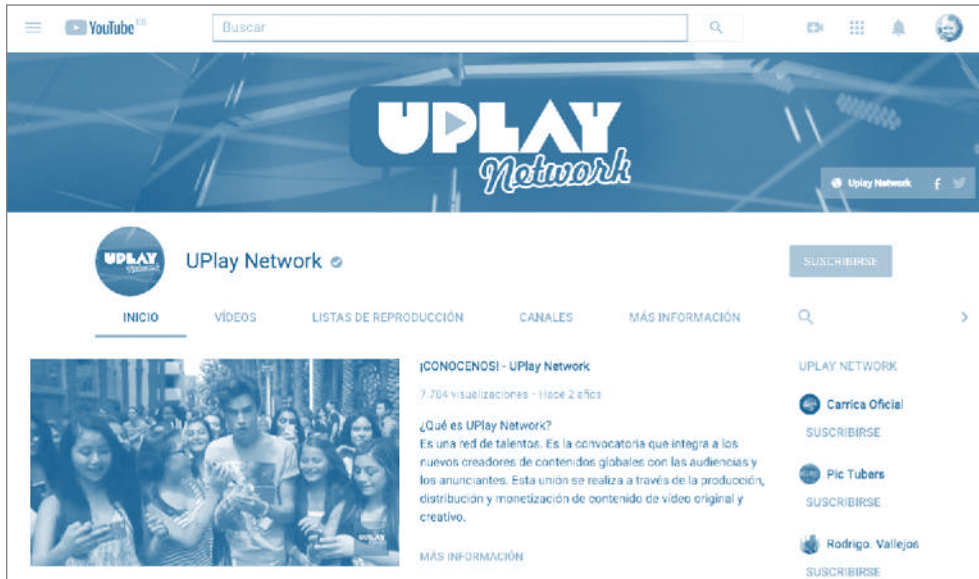 YouTube ES
Buscar
UPLAY
Network
Uplay Network
UPLAY
UPlay Network
SUSCRIBIRSE
INICIO VÍDEOS LISTAS DE REPRODUCCIÓN CANALES MÁS INFORMACIÓN
¡CONOCENOS! - UPlay Network
7.784 visualizaciones · Hace 2 años
¿Qué es UPlay Network?
Es una red de talentos. Es la convocatoria que integra a los
nuevos creadores de contenidos globales con las audiencias y
los anunciantes. Esta unión se realiza a través de la producción,
distribución y monetización de contenido de vídeo original y
creativo.
MÁS INFORMACIÓN
UPLAY NETWORK
Carrica Oficial
SUSCRIBIRSE
Pic Tubers
SUSCRIBIRSE
Rodrigo. Vallejos
SUSCRIBIRSE